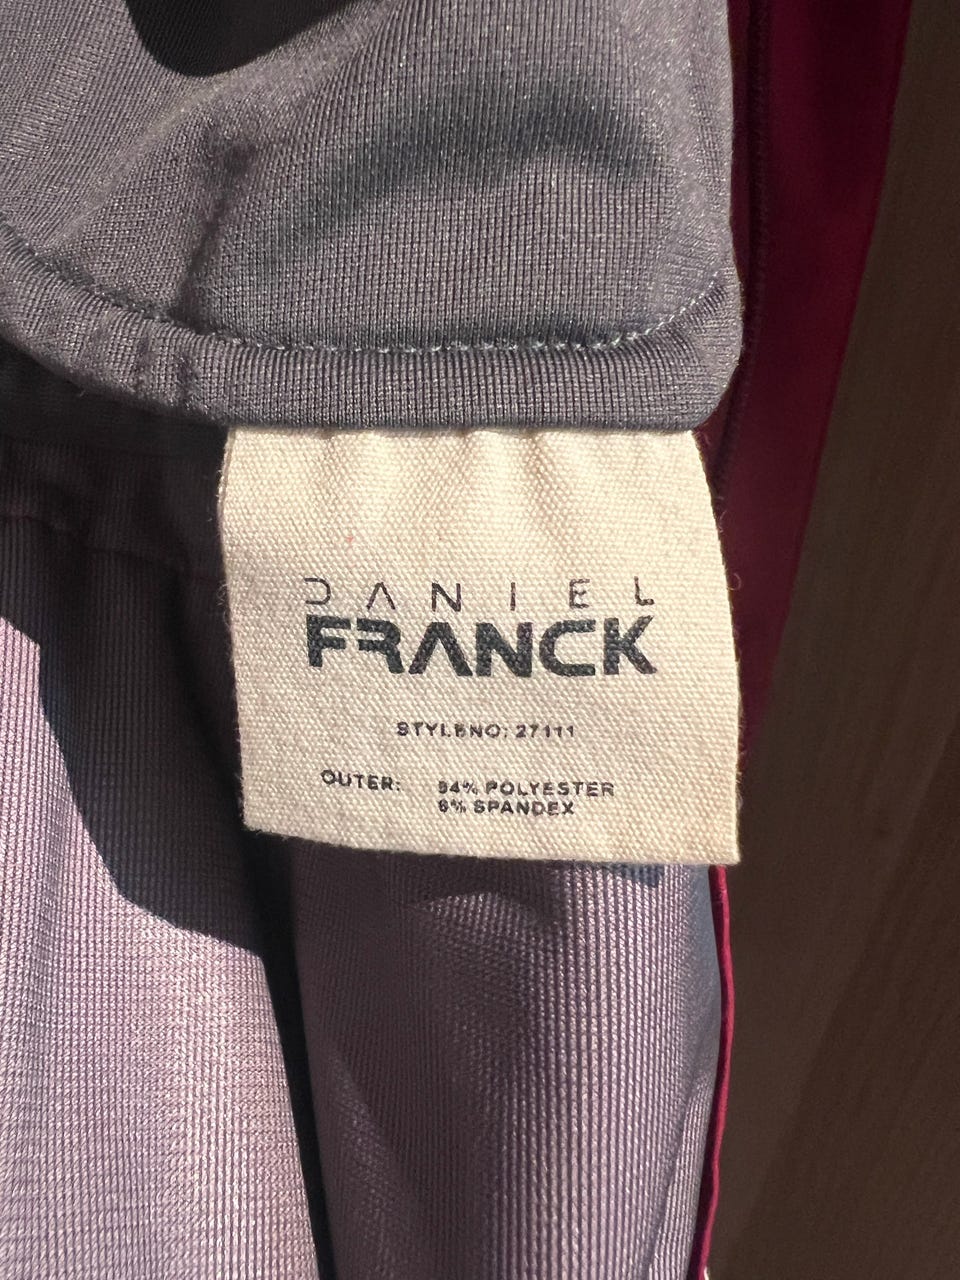 DANIEL
FRANCK
STYLENO: 27111
OUTER: 94% POLYESTER
6% SPANDEX